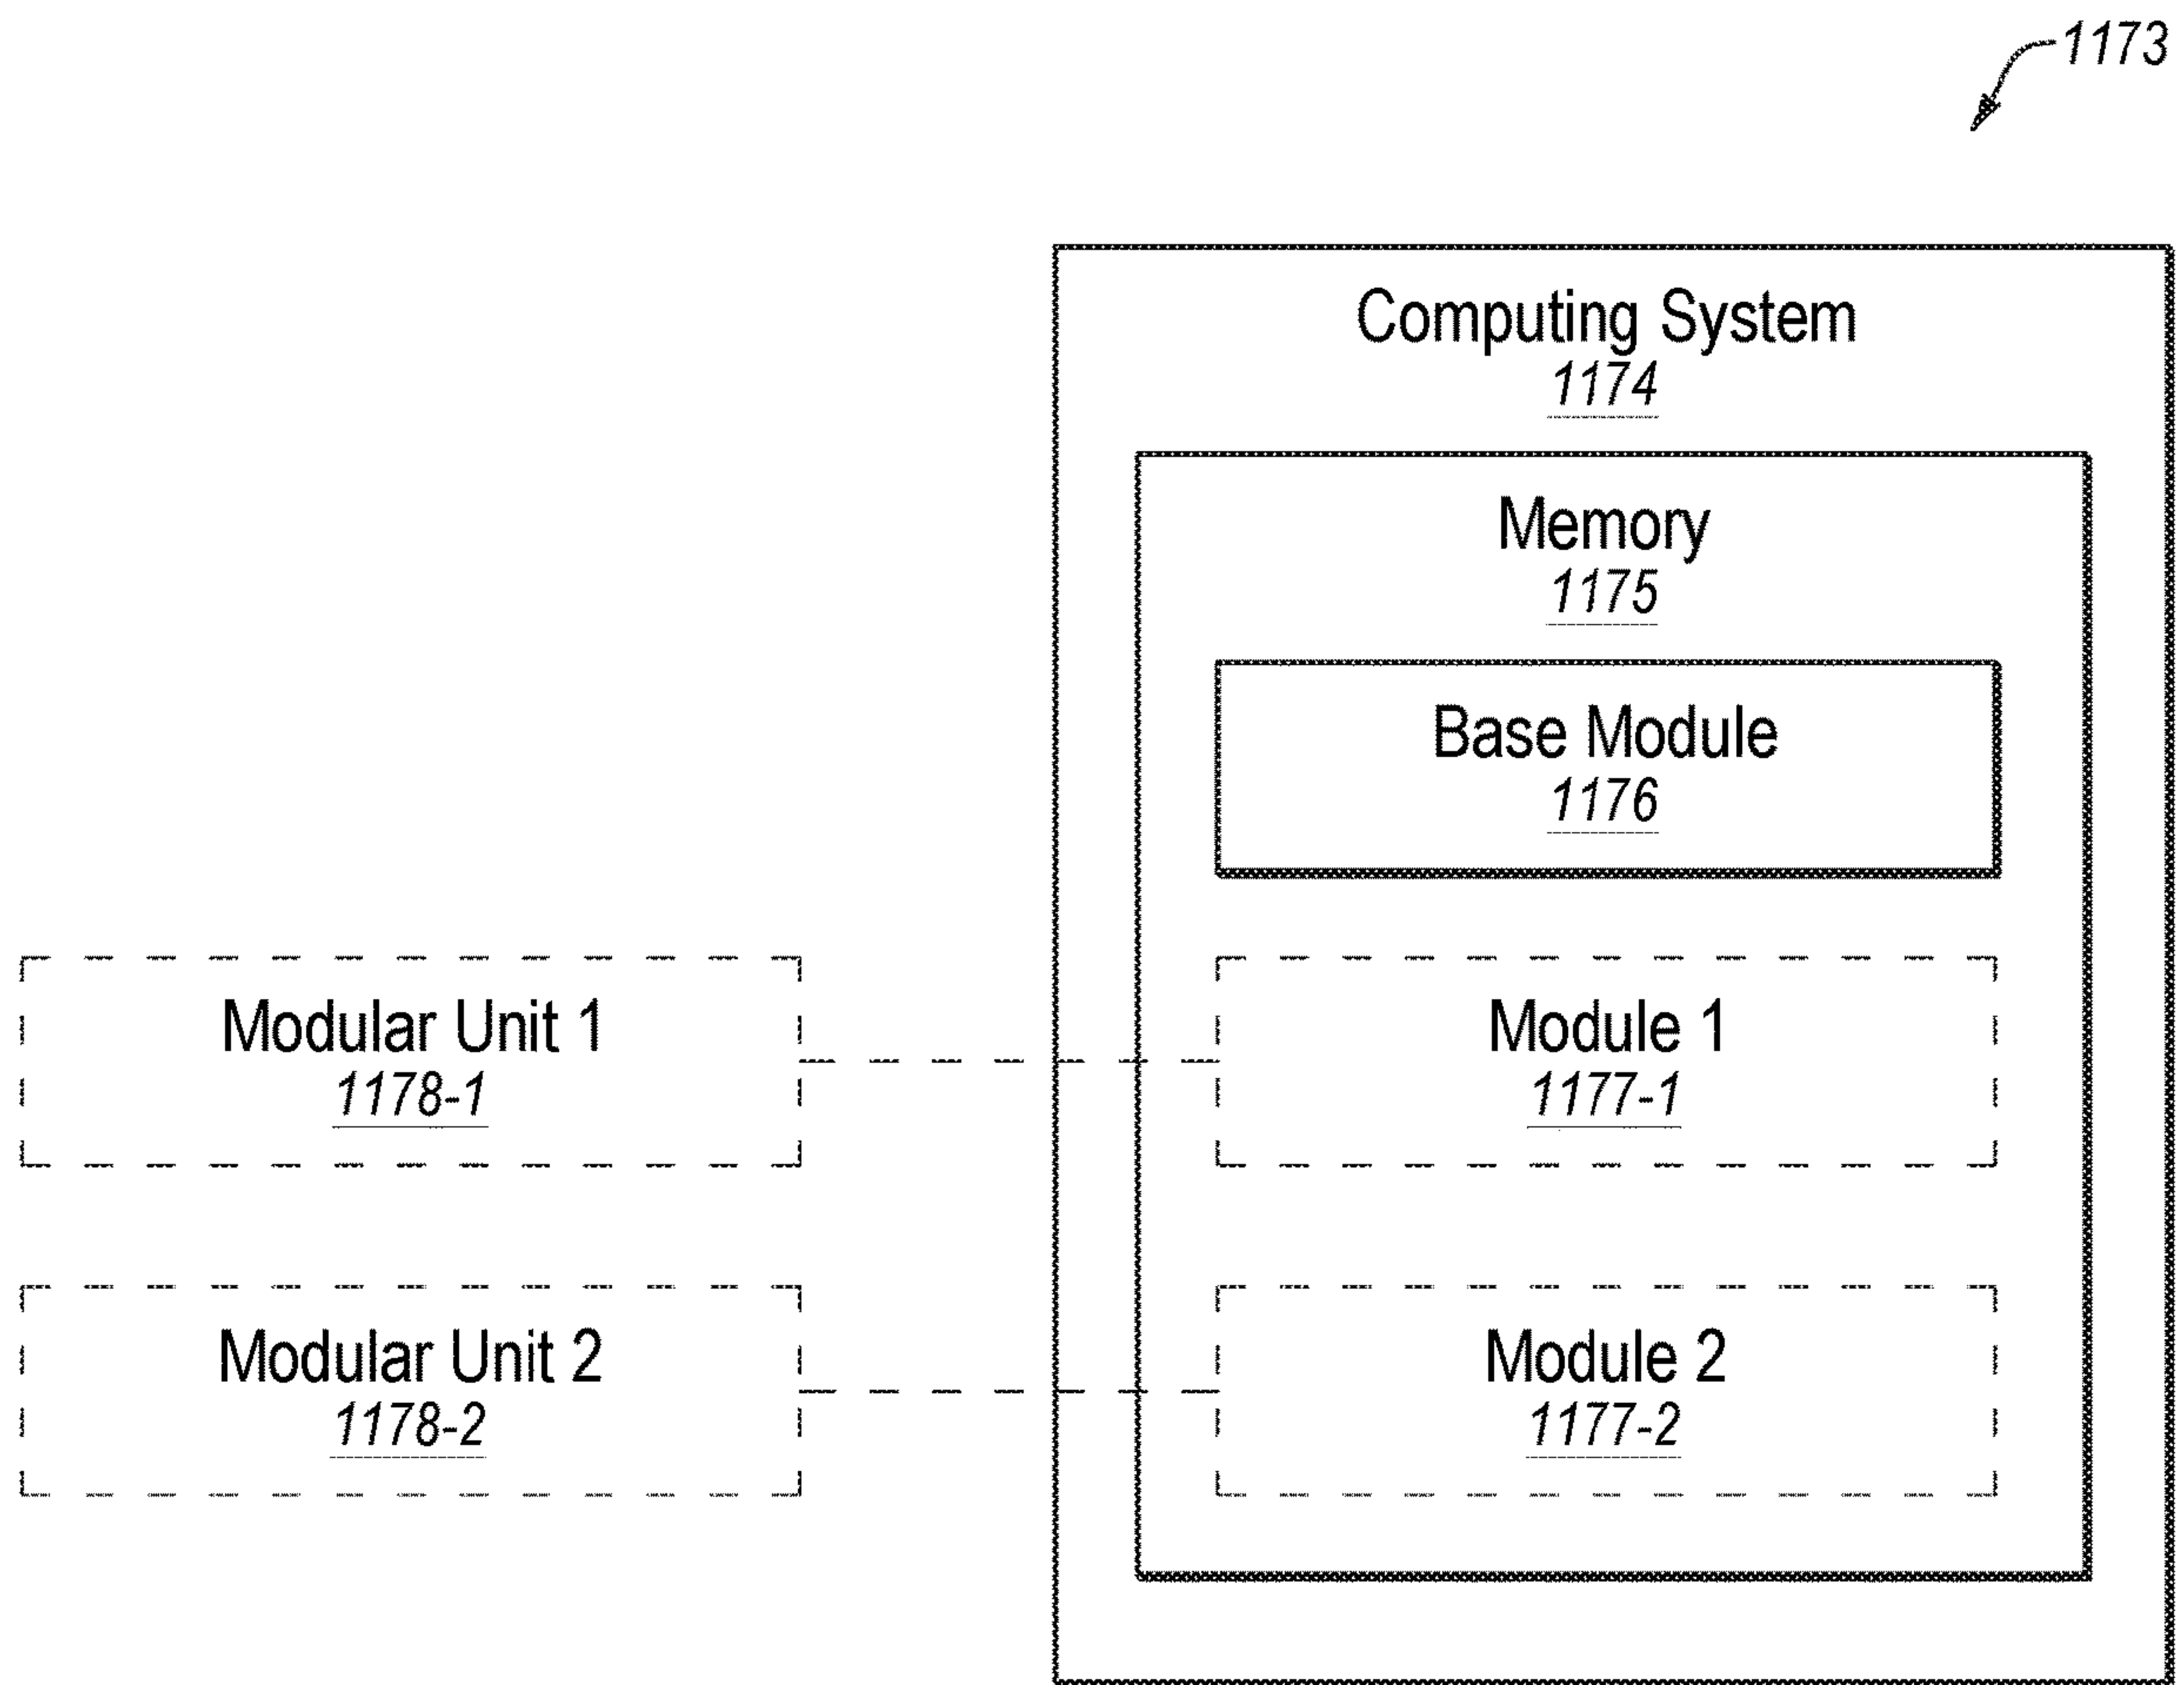 1173
Computing System
1174
Memory
1175
Base Module
1176
Modular Unit 1
1178-1
Module 1
1177-1
Modular Unit 2
1178-2
Module 2
1177-2